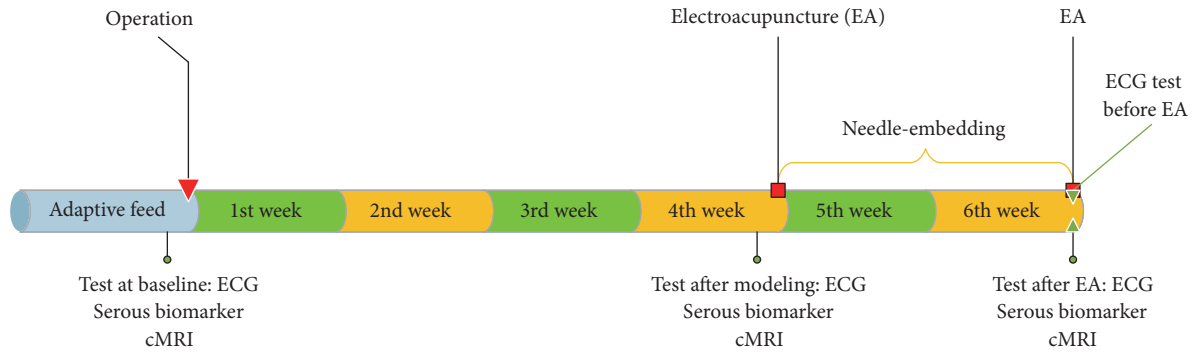 Operation
Electroacupuncture (EA)
EA
ECG test
before EA
Needle-embedding
Adaptive feed
1st week
2nd week
3rd week
4th week
5th week
6th week
Test at baseline: ECG
Serous biomarker
cMRI
Test after modeling: ECG
Serous biomarker
cMRI
Test after EA: ECG
Serous biomarker
cMRI